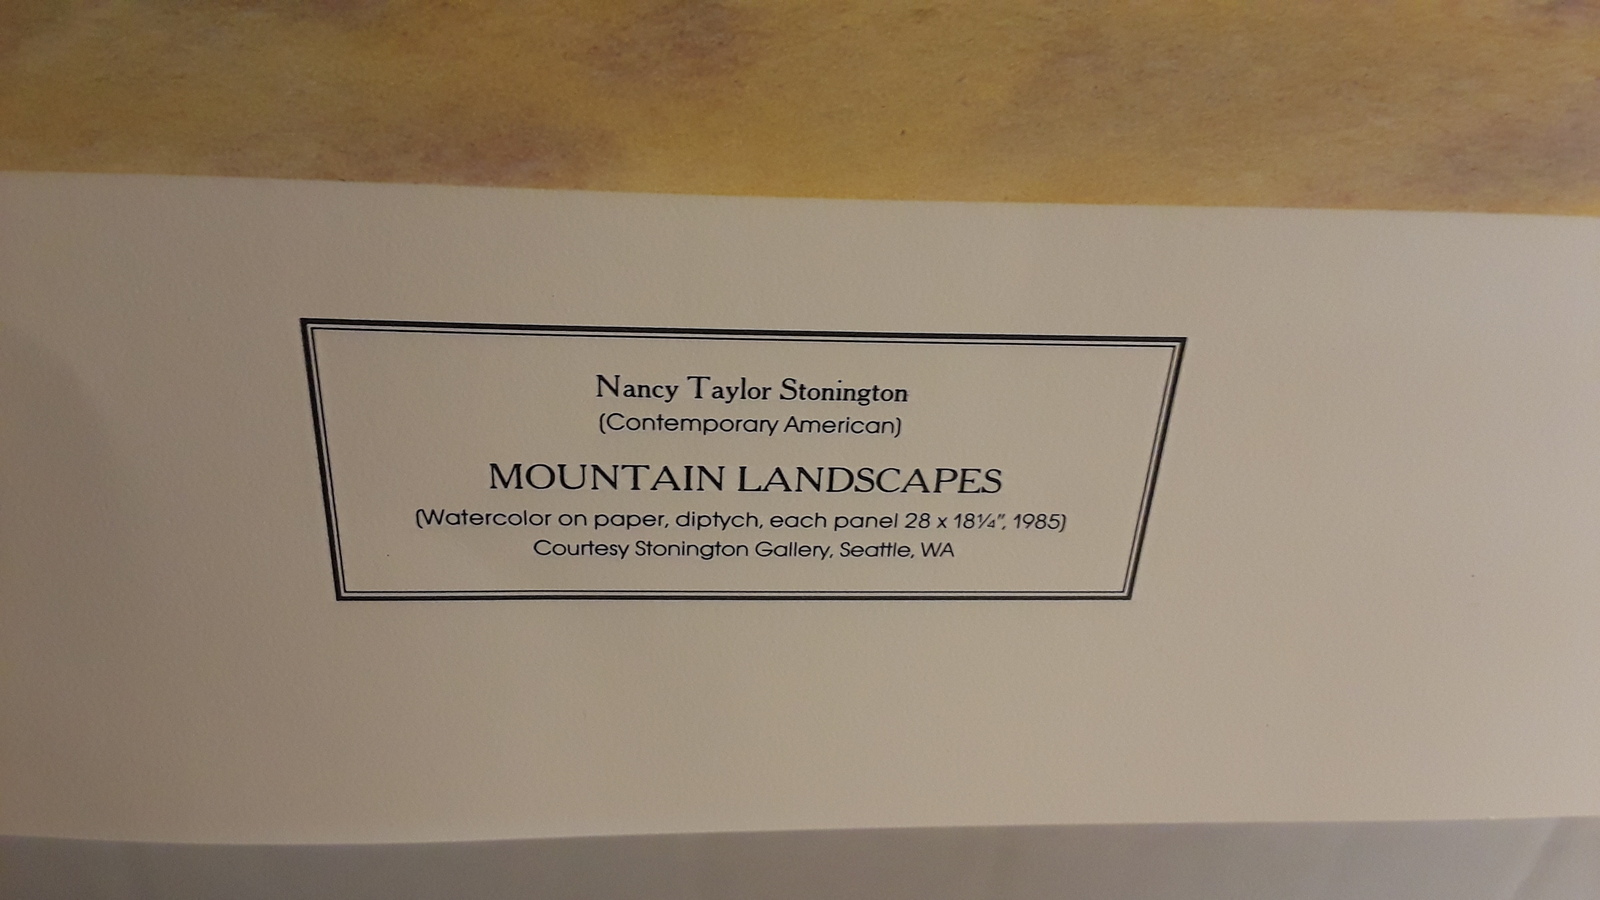 Nancy Taylor Stonington
(Contemporary American)
MOUNTAIN LANDSCAPES
(Watercolor on paper, diptych, each panel 28 x 18¼", 1985)
Courtesy Stonington Gallery, Seattle, WA